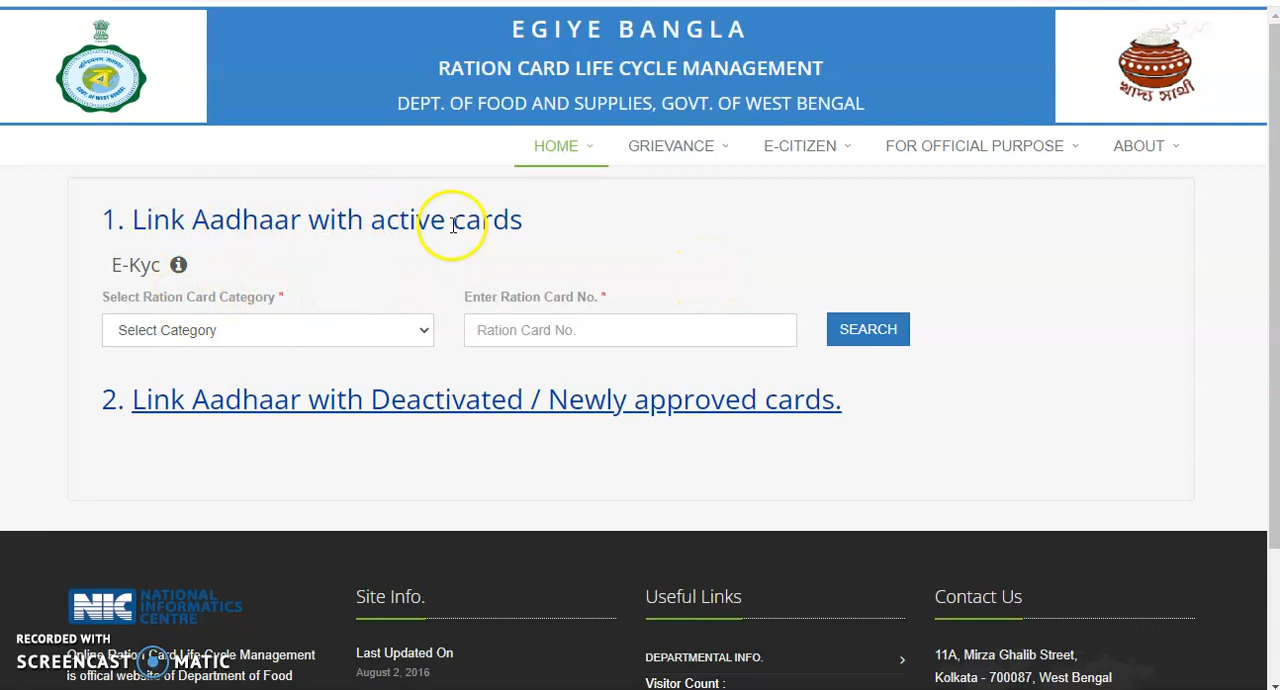 EGIYE BANGLA
RATION CARD LIFE CYCLE MANAGEMENT
DEPT. OF FOOD AND SUPPLIES, GOVT. OF WEST BENGAL
খাদ্য সাথী
HOME GRIEVANCE E-CITIZEN FOR OFFICIAL PURPOSE ABOUT
1. Link Aadhaar with active cards
E-Kyc
Select Ration Card Category * Enter Ration Card No. *
Select Category Ration Card No. SEARCH
2. Link Aadhaar with Deactivated / Newly approved cards.
NIC NATIONAL INFORMATICS CENTRE
Site Info. Useful Links Contact Us
RECORDED WITH
SCREENCAST MATIC
Online Ration Card Life Cycle Management
is offical website of Department of Food
Last Updated On
August 2, 2016
DEPARTMENTAL INFO.
Visitor Count :
11A, Mirza Ghalib Street,
Kolkata - 700087, West Bengal